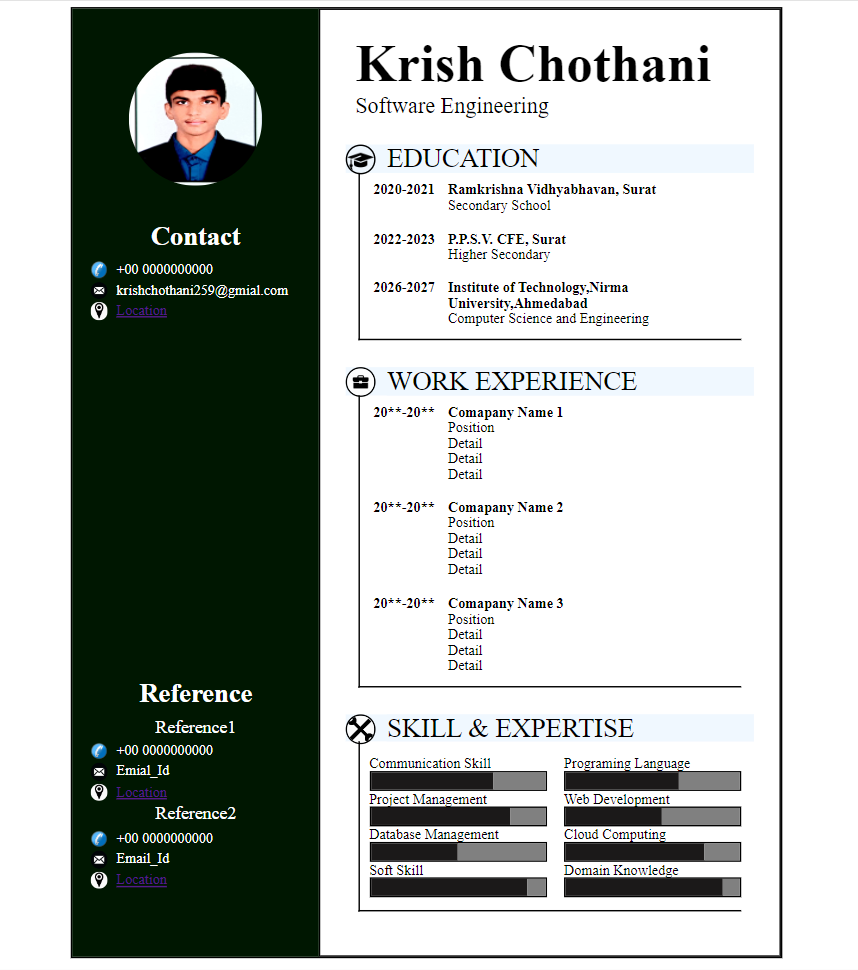 Krish Chothani
Software Engineering
Contact
+00 0000000000
krishchothani259@gmial.com
Location
Reference
Reference1
+00 0000000000
Emial_Id
Location
Reference2
+00 0000000000
Email_Id
Location
EDUCATION
2020-2021 Ramkrishna Vidhyabhavan, Surat
Secondary School
2022-2023 P.P.S.V. CFE, Surat
Higher Secondary
2026-2027 Institute of Technology,Nirma
University,Ahmedabad
Computer Science and Engineering
WORK EXPERIENCE
20**-20** Comapany Name 1
Position
Detail
Detail
Detail
20**-20** Comapany Name 2
Position
Detail
Detail
Detail
20**-20** Comapany Name 3
Position
Detail
Detail
Detail
SKILL & EXPERTISE
Communication Skill Programing Language
Project Management Web Development
Database Management Cloud Computing
Soft Skill Domain Knowledge